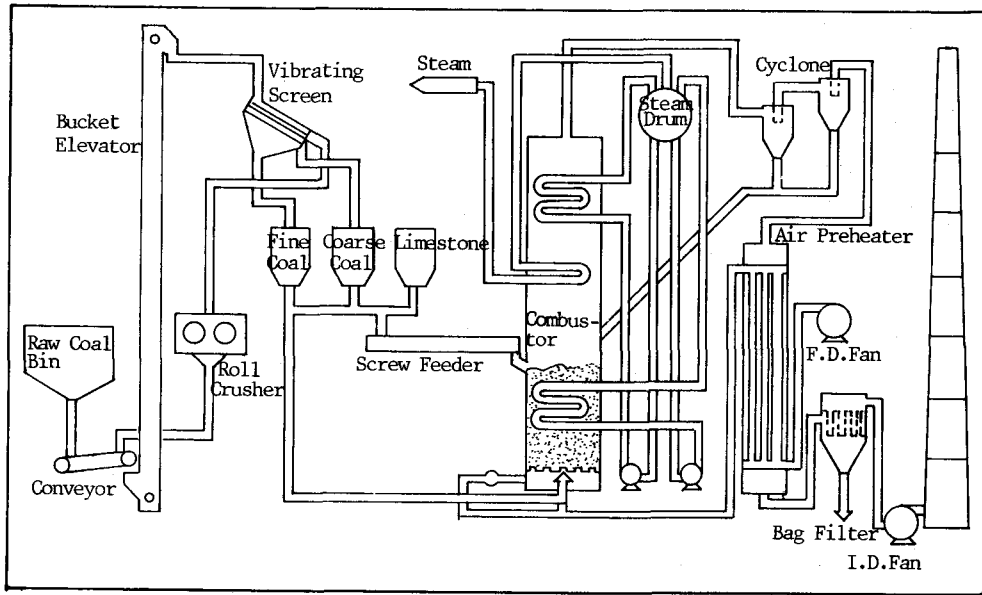 Steam
Cyclone
Vibrating
Screen
Steam
Drum
Bucket
Elevator
Fine
Coal
Coarse
Coal
Limestone
Air Preheater
Raw Coal
Bin
Combus-
tor
F.D.Fan
Roll
Crusher
Screw Feeder
Conveyor
Bag Filter
I.D.Fan